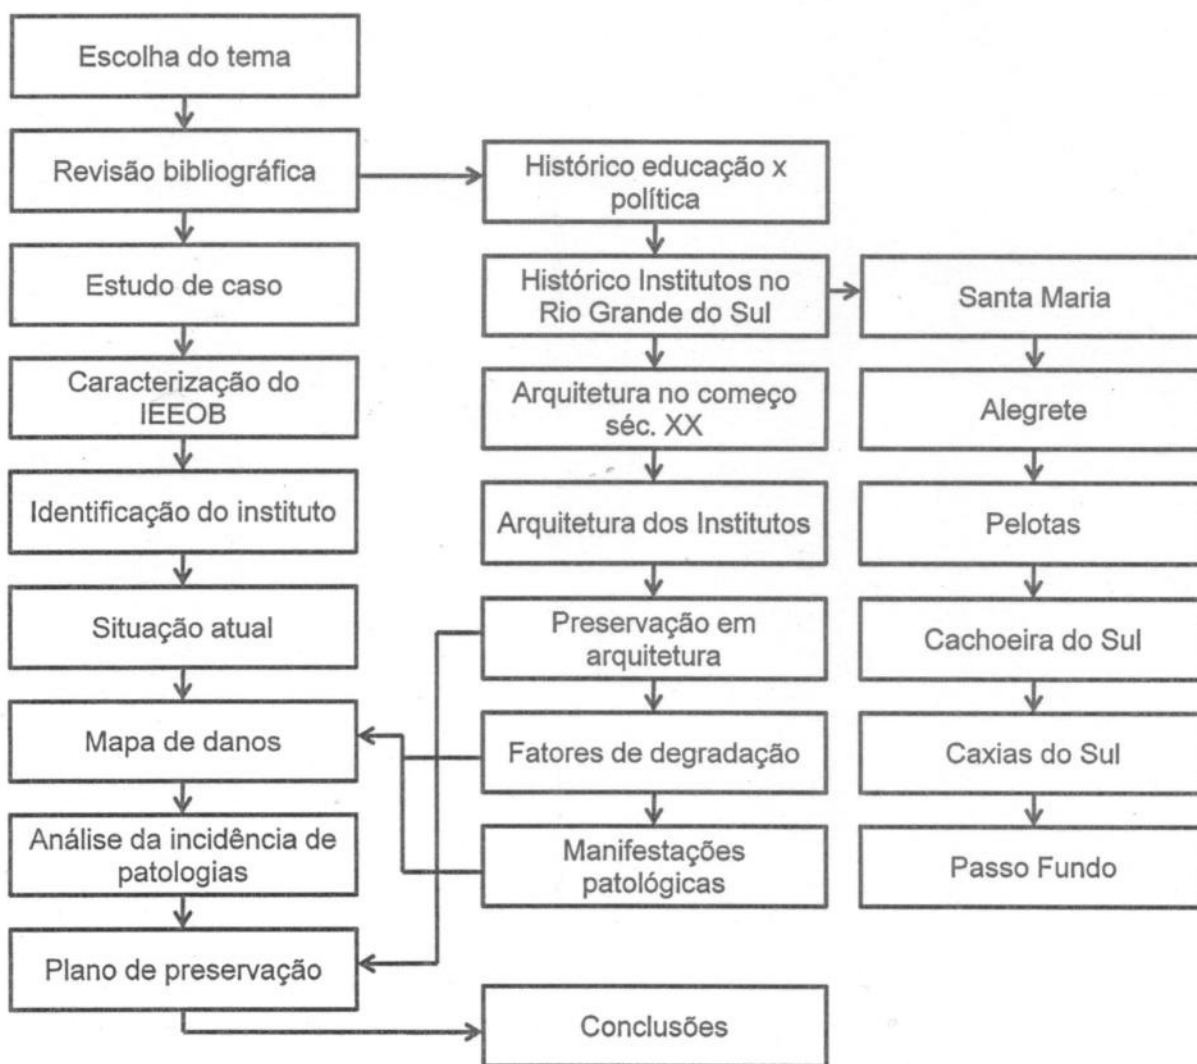 Escolha do tema
Revisão bibliográfica
Estudo de caso
Caracterização do
IEEOB
Identificação do instituto
Situação atual
Mapa de danos
Análise da incidência de
patologias
Plano de preservação
Histórico educação x
política
Histórico Institutos no
Rio Grande do Sul
Arquitetura no começo
séc. XX
Arquitetura dos Institutos
Preservação em
arquitetura
Fatores de degradação
Manifestações
patológicas
Conclusões
Santa Maria
Alegrete
Pelotas
Cachoeira do Sul
Caxias do Sul
Passo Fundo